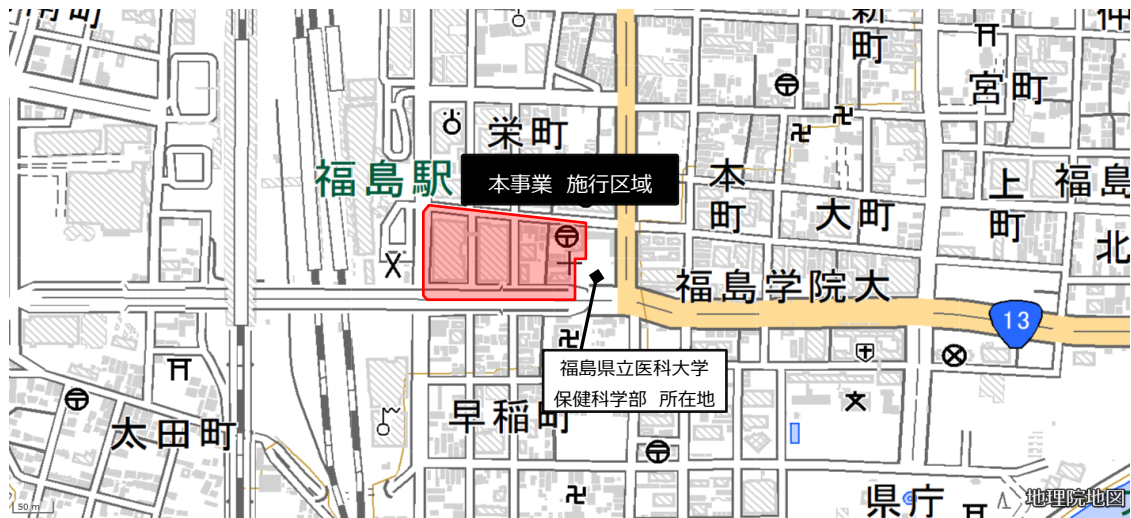 新
町
宮町
栄町
福島駅
本事業 施行区域
本
町
大町
上
町
福島
北
福島学院大
13
福島県立医科大学
保健科学部 所在地
早稲町
太田町
県庁
50 m
地理院地図